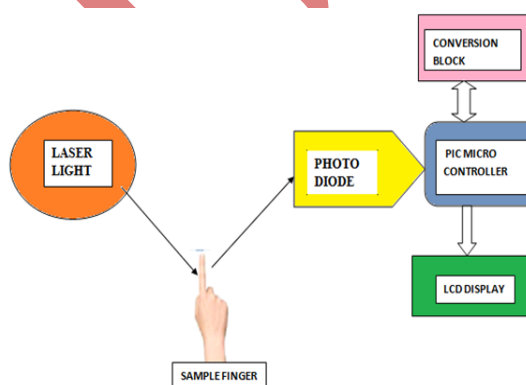 CONVERSION
BLOCK
LASER
LIGHT
PHOTO
DIODE
PIC MICRO
CONTROLLER
LCD DISPLAY
SAMPLE FINGER